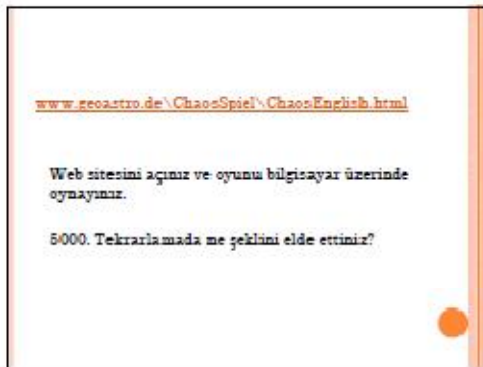 www.geoastro.de\ChaosSpiel\ChaosEnglish.html
Web sitesini açınız ve oyunu bilgisayar üzerinde
oynayınız.
5000. Tekrarlamada ne şeklini elde ettiniz?